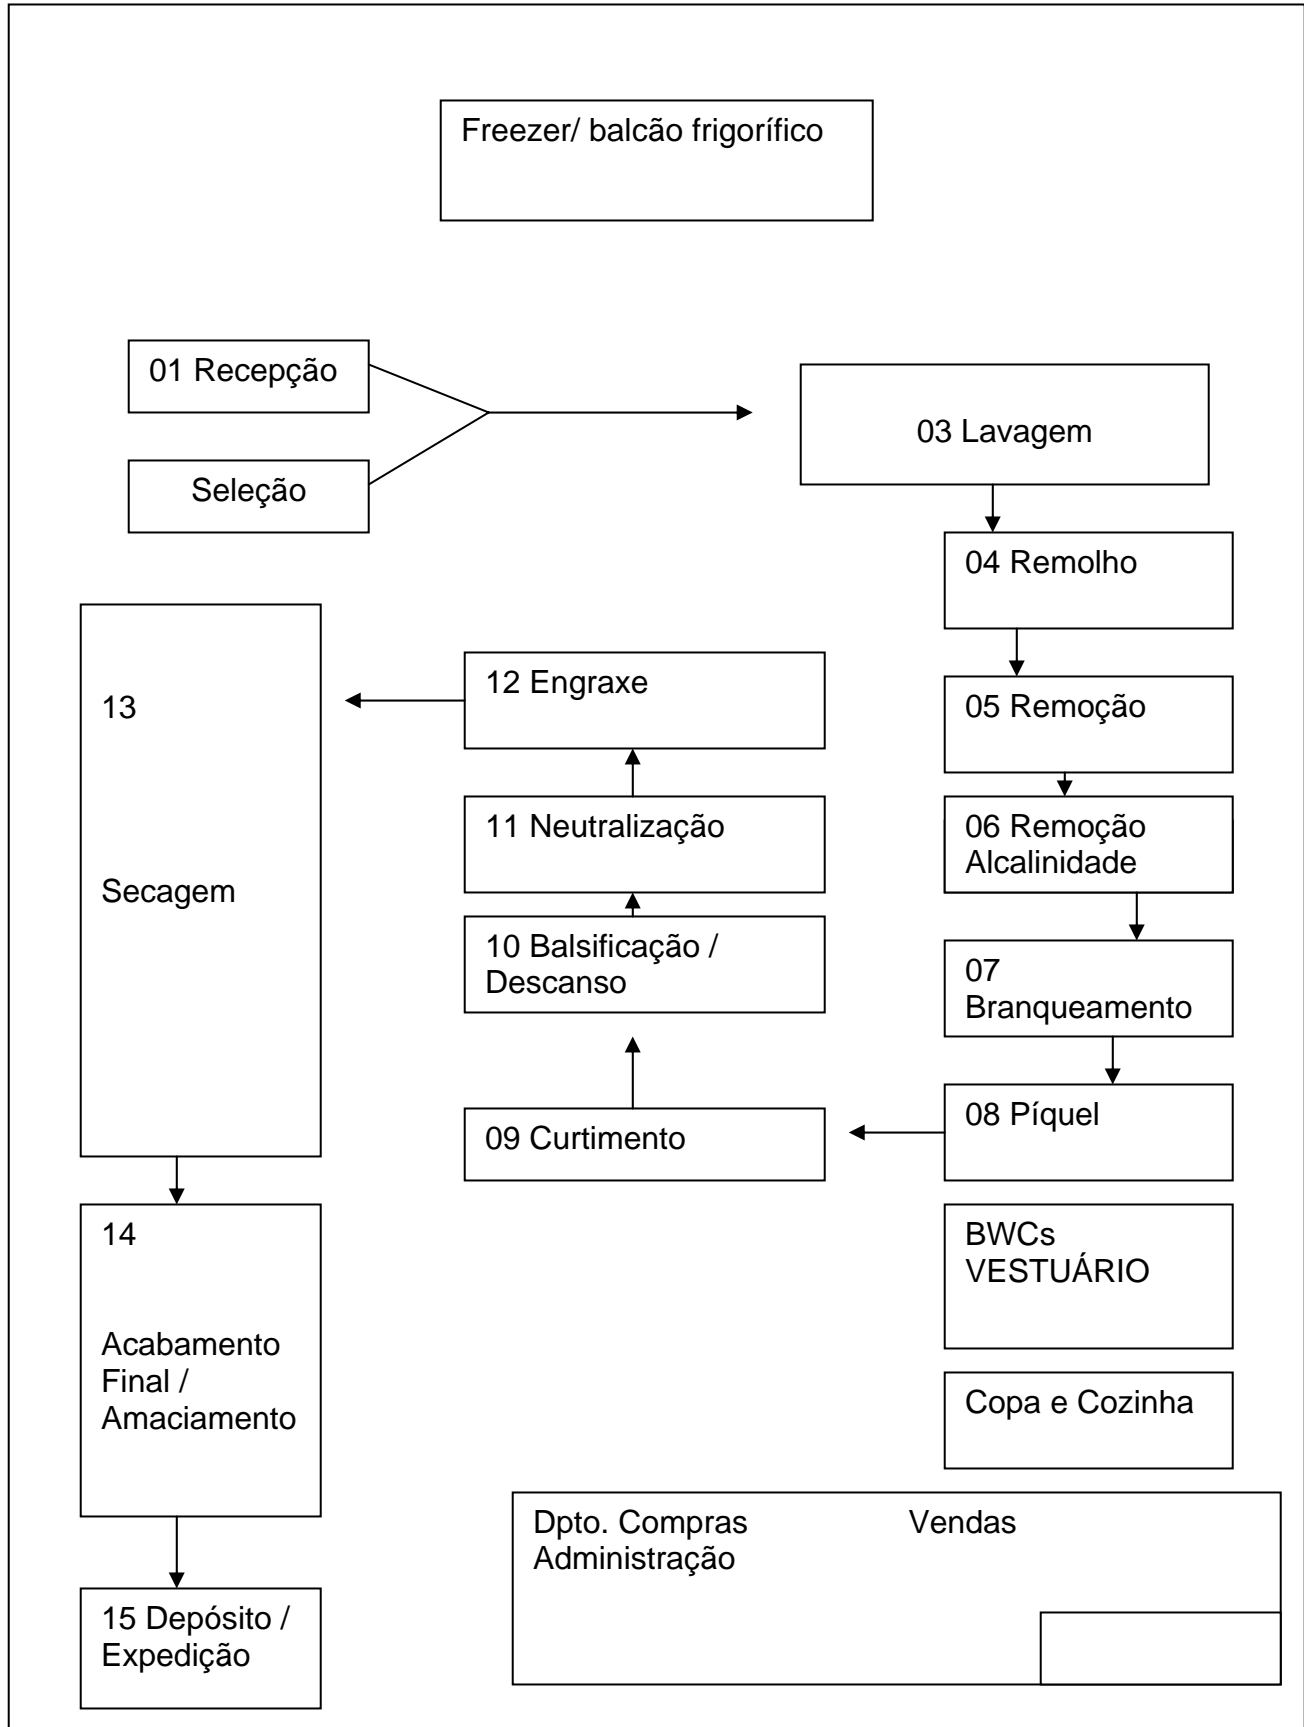 Freezer/ balcão frigorífico
01 Recepção
Seleção
03 Lavagem
04 Remolho
05 Remoção
06 Remoção
Alcalinidade
07
Branqueamento
08 Píquel
09 Curtimento
10 Balsificação /
Descanso
11 Neutralização
12 Engraxe
13
Secagem
14
Acabamento
Final /
Amaciamento
15 Depósito /
Expedição
BWCs
VESTUÁRIO
Copa e Cozinha
Dpto. Compras Vendas
Administração